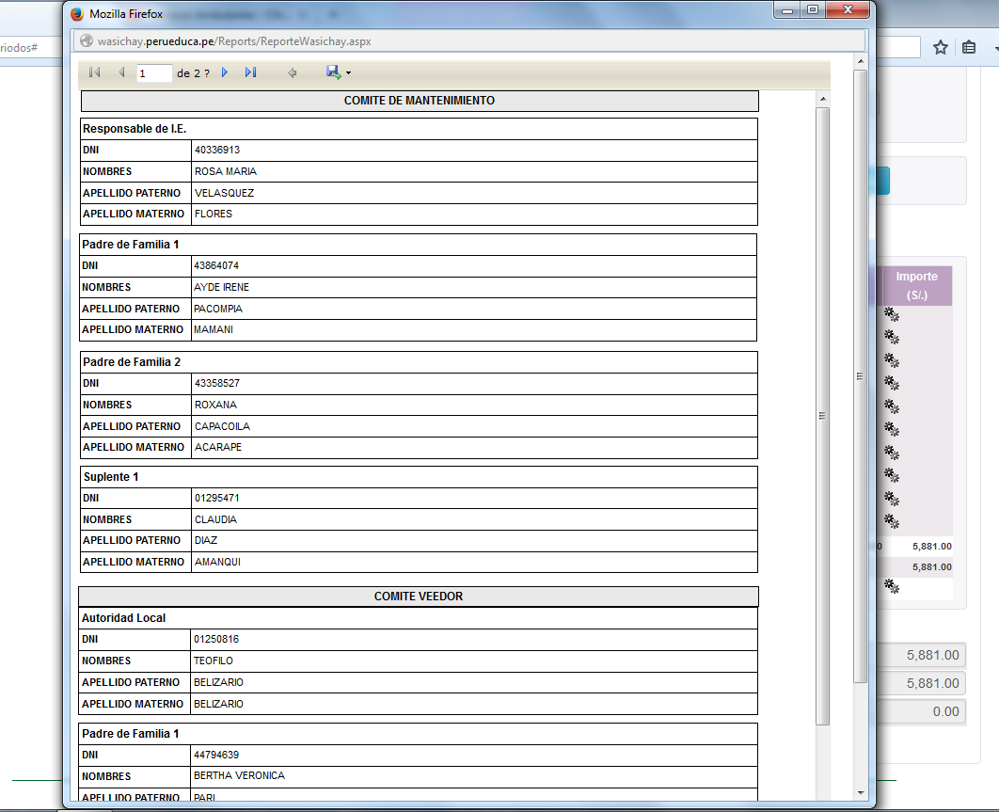 Mozilla Firefox
wasichay.perueduca.pe/Reports/ReporteWasichay.aspx
riodos#
1 de 2 ?
COMITE DE MANTENIMIENTO
Responsable de I.E.
DNI 40336913
NOMBRES ROSA MARIA
APELLIDO PATERNO VELASQUEZ
APELLIDO MATERNO FLORES
Padre de Familia 1
DNI 43864074
NOMBRES AYDE IRENE
APELLIDO PATERNO PACOMPIA
APELLIDO MATERNO MAMANI
Padre de Familia 2
DNI 43358527
NOMBRES ROXANA
APELLIDO PATERNO CAPACOILA
APELLIDO MATERNO ACARAPE
Suplente 1
DNI 01295471
NOMBRES CLAUDIA
APELLIDO PATERNO DIAZ
APELLIDO MATERNO AMANQUI
COMITE VEEDOR
Autoridad Local
DNI 01250816
NOMBRES TEOFILO
APELLIDO PATERNO BELIZARIO
APELLIDO MATERNO BELIZARIO
Padre de Familia 1
DNI 44794639
NOMBRES BERTHA VERONICA
APELLIDO PATERNO PARI
Importe
(S/.)
0 5,881.00
5,881.00
5,881.00
5,881.00
0.00